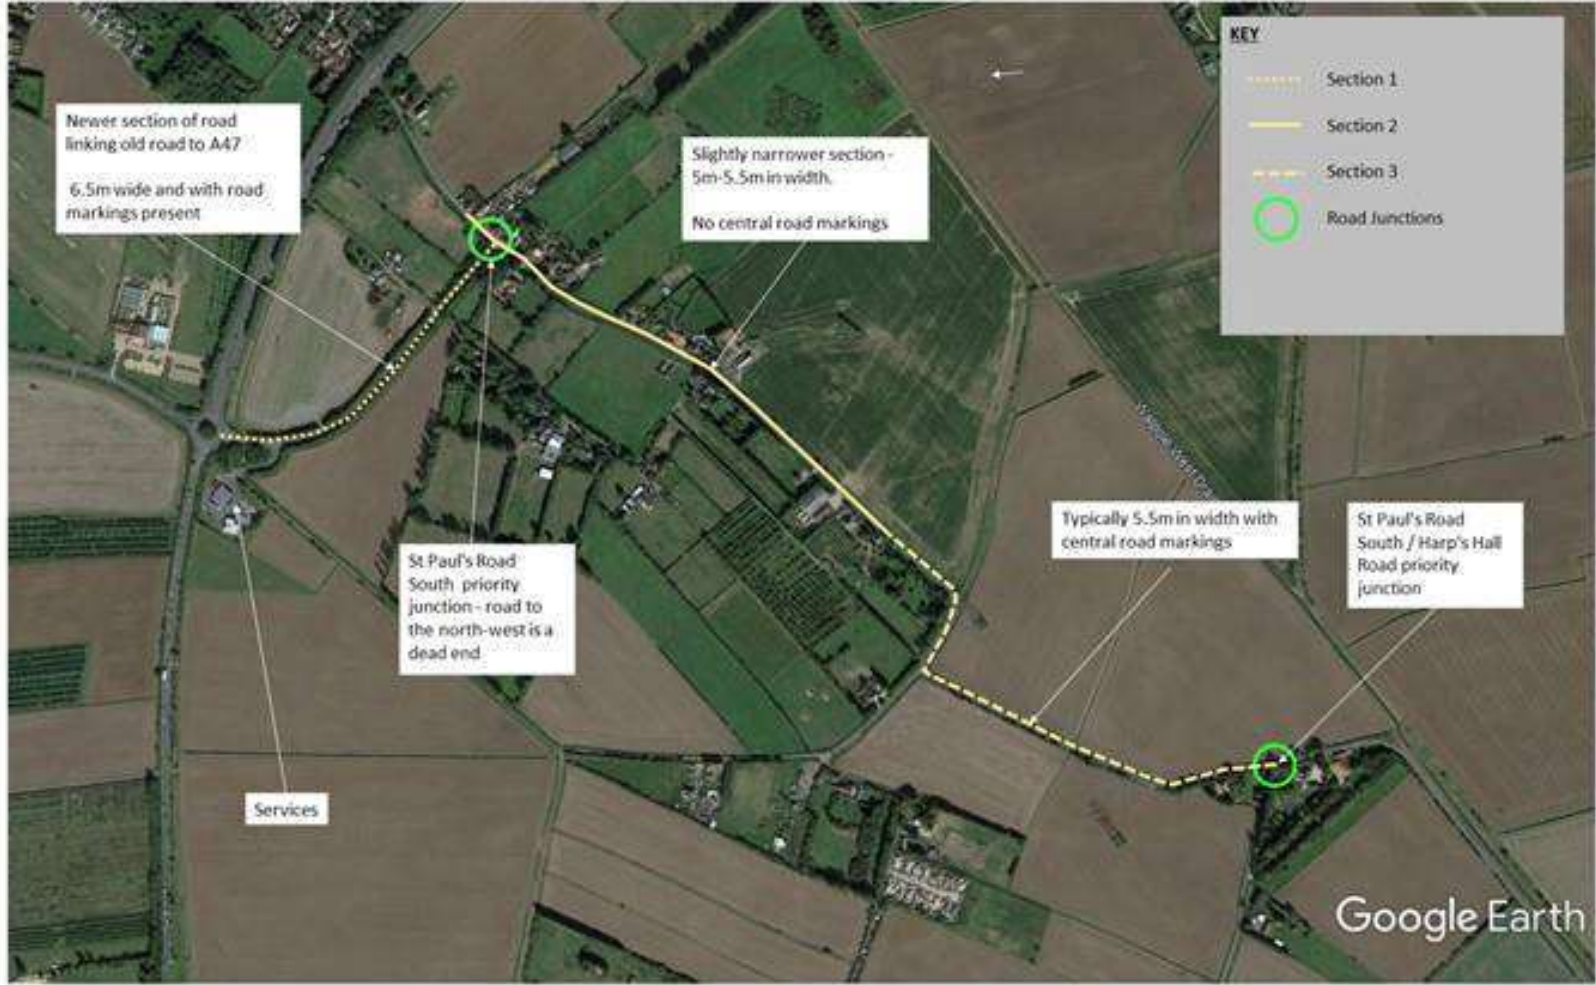 KEY
Section 1
Section 2
Section 3
Road Junctions
Newer section of road
linking old road to A47
6.5m wide and with road
markings present
Slightly narrower section -
5m-5.5m in width.
No central road markings
St Paul's Road
South priority
junction - road to
the north-west is a
dead end
Typically 5.5m in width with
central road markings
St Paul's Road
South / Harp's Hall
Road priority
junction
Services
Google Earth